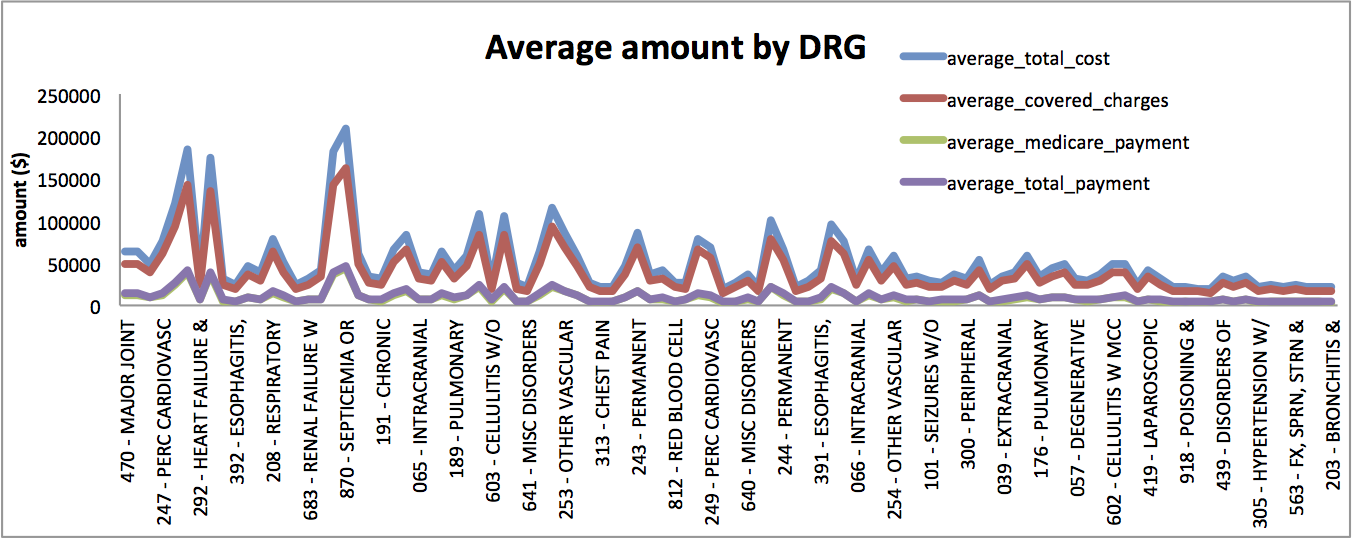 Average amount by DRG
average_total_cost
average_covered_charges
average_medicare_payment
average_total_payment
amount ($)
250000
200000
150000
100000
50000
0
470 - MAJOR JOINT
247 - PERC CARDIOVASC
292 - HEART FAILURE &
392 - ESOPHAGITIS,
208 - RESPIRATORY
683 - RENAL FAILURE W
870 - SEPTICEMIA OR
191 - CHRONIC
065 - INTRACRANIAL
189 - PULMONARY
603 - CELLULITIS W/O
641 - MISC DISORDERS
253 - OTHER VASCULAR
313 - CHEST PAIN
243 - PERMANENT
812 - RED BLOOD CELL
249 - PERC CARDIOVASC
640 - MISC DISORDERS
244 - PERMANENT
391 - ESOPHAGITIS,
066 - INTRACRANIAL
254 - OTHER VASCULAR
101 - SEIZURES W/O
300 - PERIPHERAL
039 - EXTRACRANIAL
176 - PULMONARY
057 - DEGENERATIVE
602 - CELLULITIS W MCC
419 - LAPAROSCOPIC
918 - POISONING &
439 - DISORDERS OF
305 - HYPERTENSION W/
563 - FX, SPRN, STRN &
203 - BRONCHITIS &